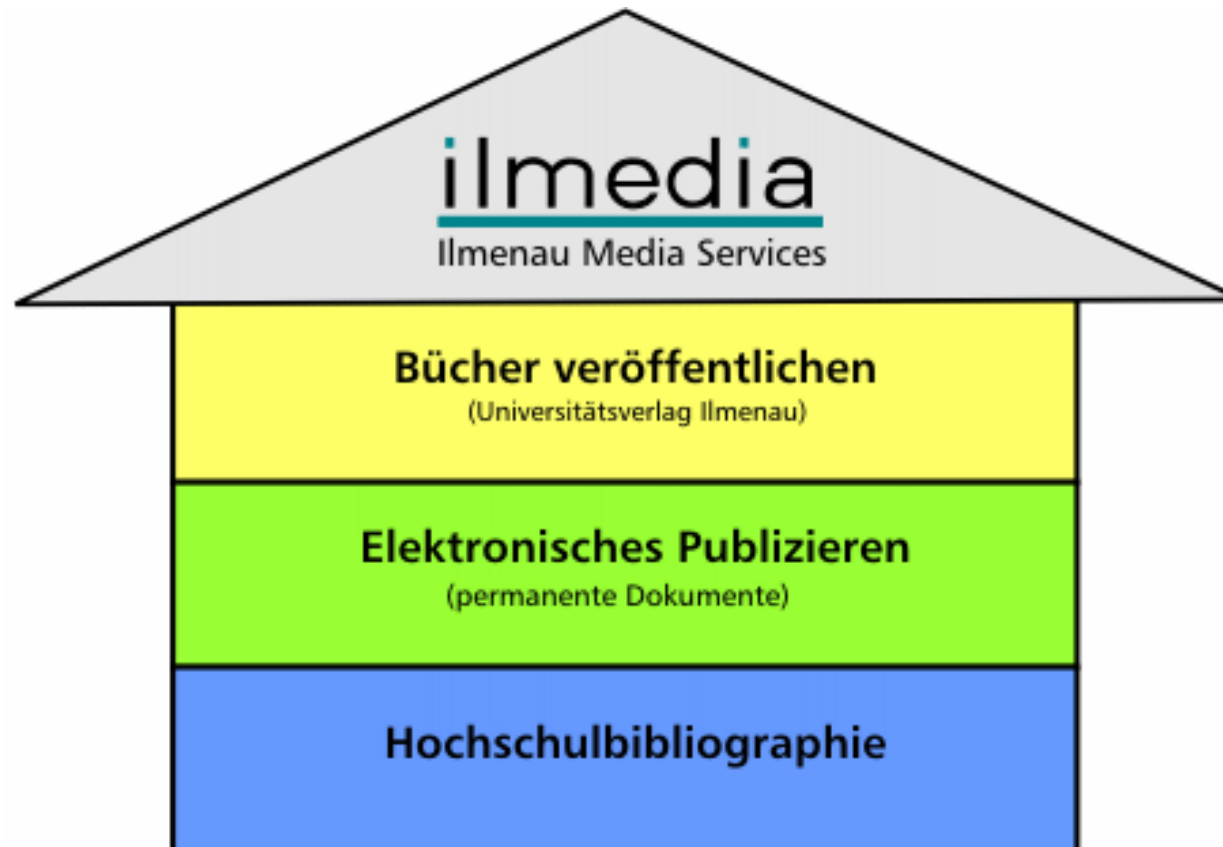 ilmedia
Ilmenau Media Services
Bücher veröffentlichen
(Universitätsverlag Ilmenau)
Elektronisches Publizieren
(permanente Dokumente)
Hochschulbibliographie